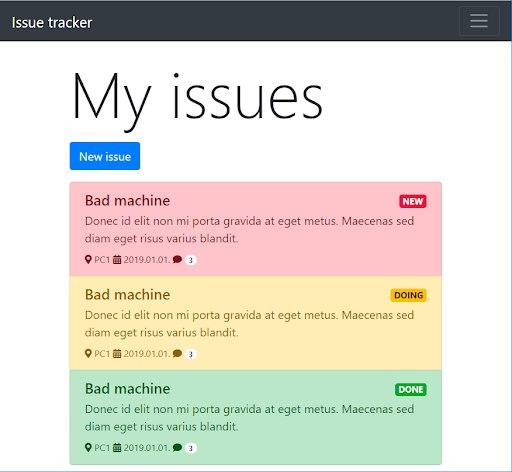 Issue tracker
My issues
New issue
Bad machine NEW
Donec id elit non mi porta gravida at eget metus. Maecenas sed
diam eget risus varius blandit.
PC1 2019.01.01. 3
Bad machine DOING
Donec id elit non mi porta gravida at eget metus. Maecenas sed
diam eget risus varius blandit.
PC1 2019.01.01. 3
Bad machine DONE
Donec id elit non mi porta gravida at eget metus. Maecenas sed
diam eget risus varius blandit.
PC1 2019.01.01. 3